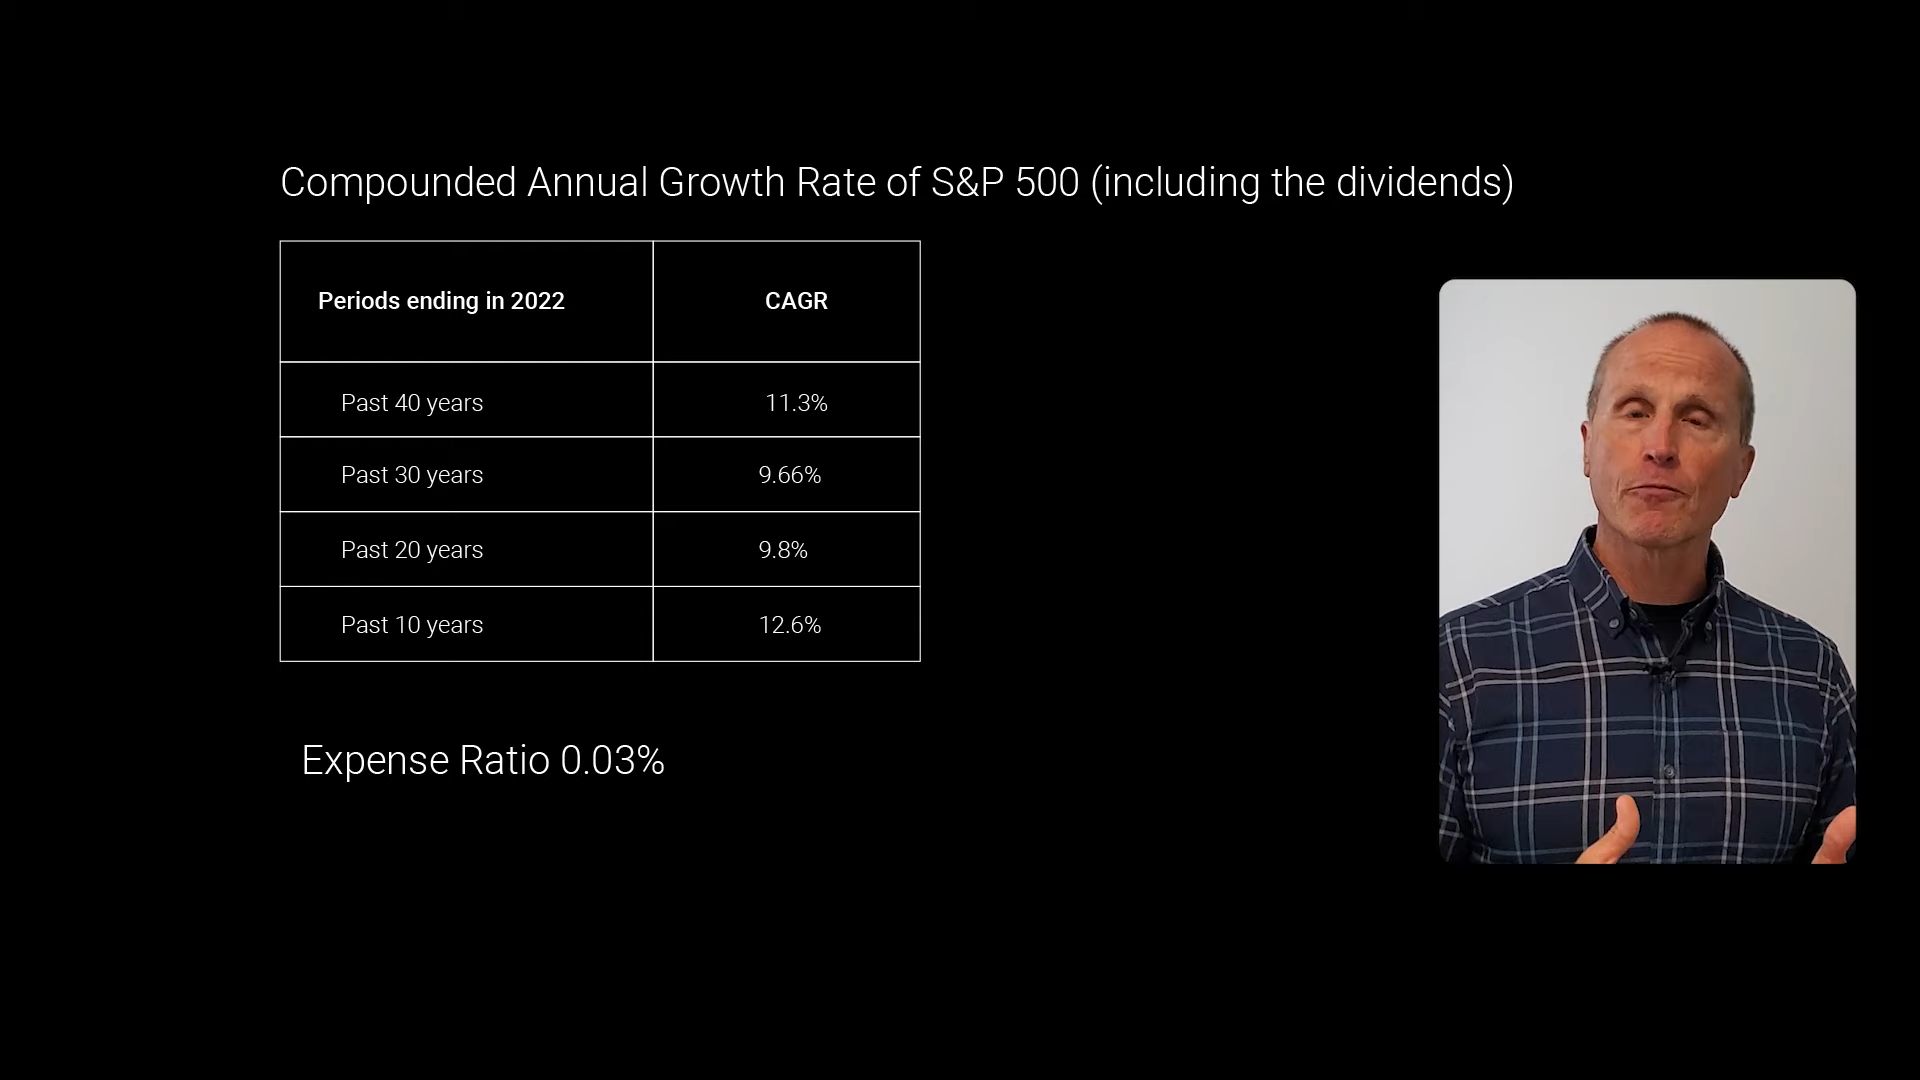 Compounded Annual Growth Rate of S&P 500 (including the dividends)
Periods ending in 2022 CAGR
Past 40 years 11.3%
Past 30 years 9.66%
Past 20 years 9.8%
Past 10 years 12.6%
Expense Ratio 0.03%